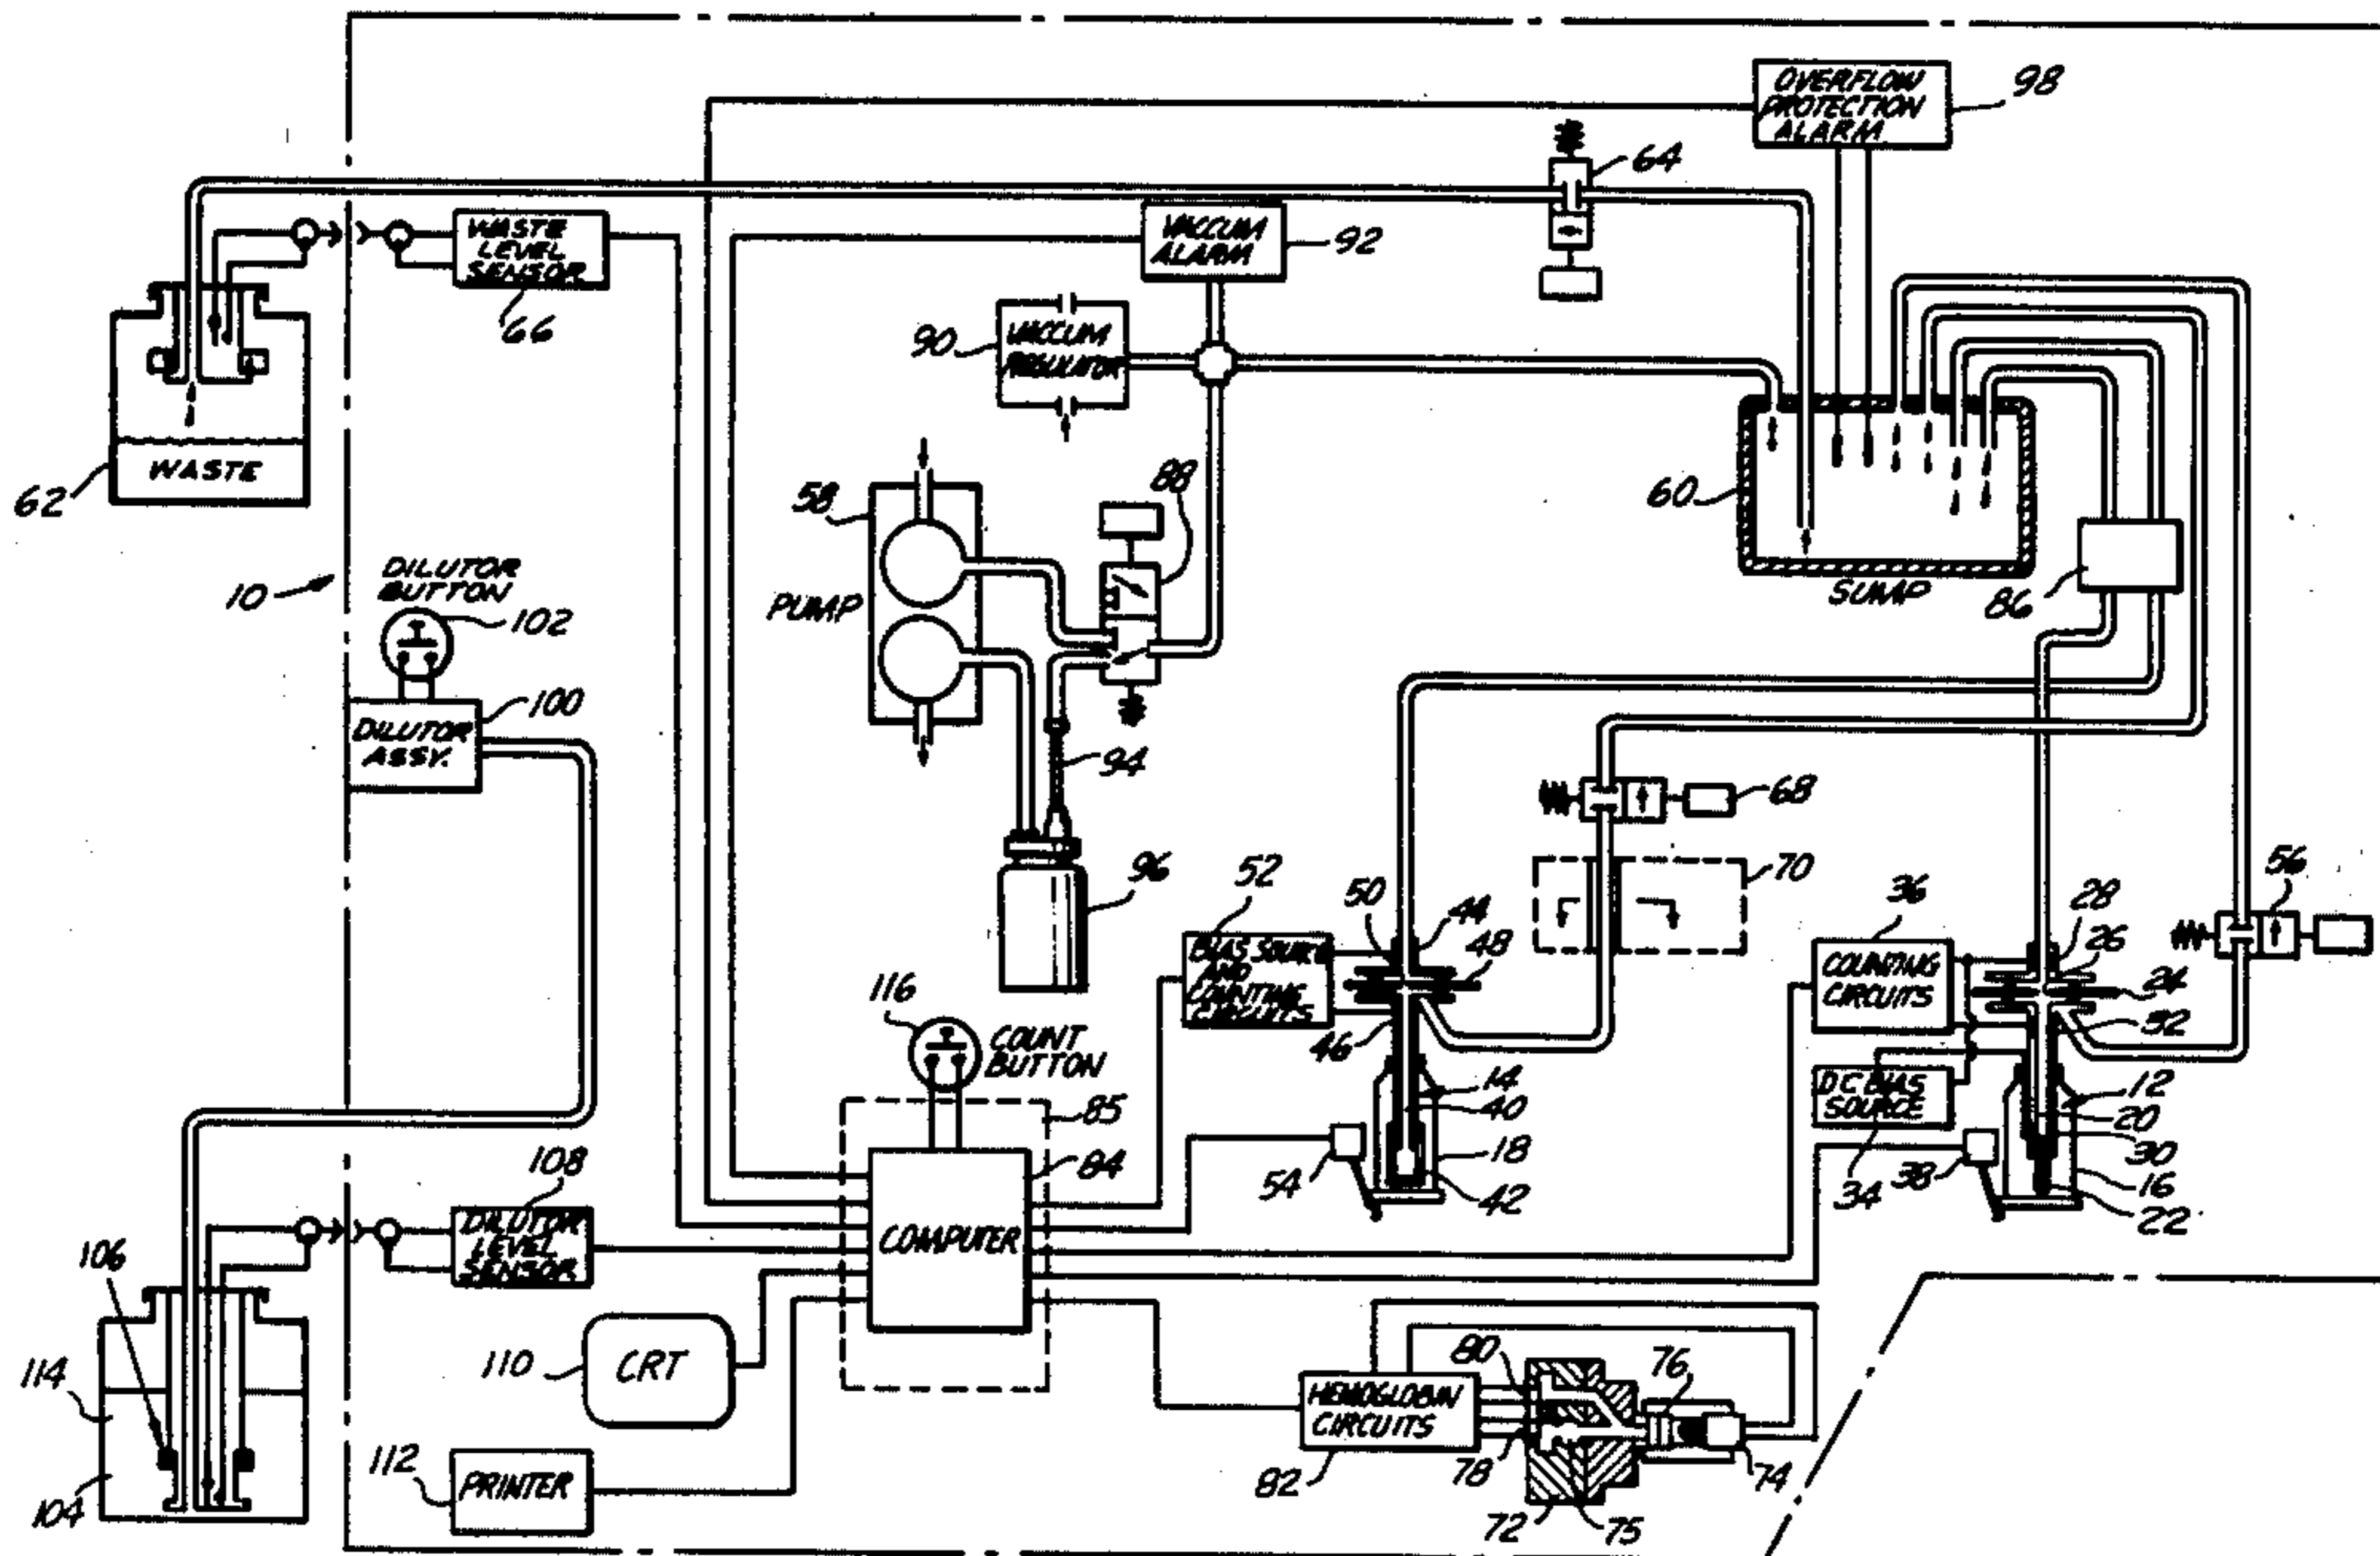 OVERFLOW
PROTECTION
ALARM
98
64
WASTE
LEVEL
SENSOR
66
VACCUM
ALARM
92
90
VACCUM
REGULATOR
WASTE
62
58
88
60
SUMP
86
10
DILUTOR
BUTTON
102
PUMP
100
DILUTOR
ASSY.
94
68
96
52
50
44
48
70
36
28
26
24
56
BIAS SOURCE
AND
COUNTING
CIRCUITS
COUNTING
CIRCUITS
32
116
COUNT
BUTTON
46
14
40
D C BIAS
SOURCE
12
20
30
85
84
108
54
18
42
34
38
16
22
DILUTOR
LEVEL
SENSOR
COMPUTER
106
114
104
110
CRT
80
76
HEMOGLOBIN
CIRCUITS
112
PRINTER
82
78
74
72
75